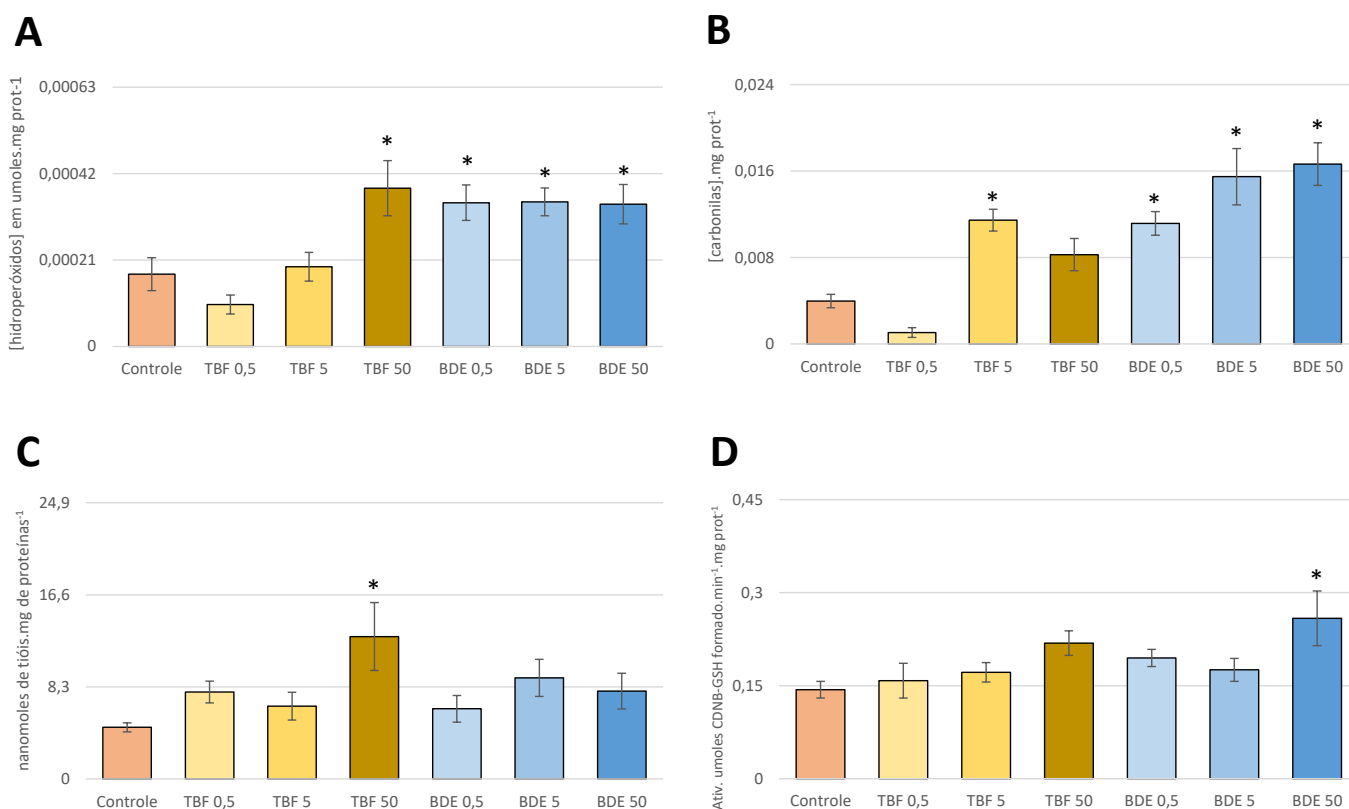 A
[hidroperóxidos] em umoles.mg prot-1
0,00063
0,00042
0,00021
0
* * * *
Controle TBF 0,5 TBF 5 TBF 50 BDE 0,5 BDE 5 BDE 50
B
[carbonilas].mg prot⁻¹
0,024
0,016
0,008
0
* * * *
Controle TBF 0,5 TBF 5 TBF 50 BDE 0,5 BDE 5 BDE 50
C
nanomoles de tióis.mg de proteínas⁻¹
24,9
16,6
8,3
0
*
Controle TBF 0,5 TBF 5 TBF 50 BDE 0,5 BDE 5 BDE 50
D
Ativ. umoles CDNB-GSH formado.min⁻¹.mg prot⁻¹
0,45
0,3
0,15
0
*
Controle TBF 0,5 TBF 5 TBF 50 BDE 0,5 BDE 5 BDE 50